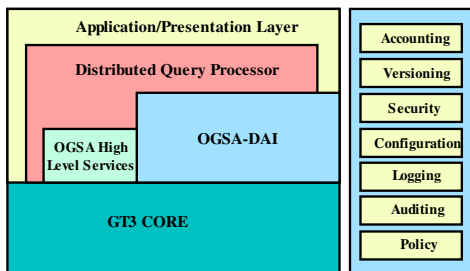 Application/Presentation Layer
Distributed Query Processor
OGSA High
Level Services
OGSA-DAI
GT3 CORE
Accounting
Versioning
Security
Configuration
Logging
Auditing
Policy